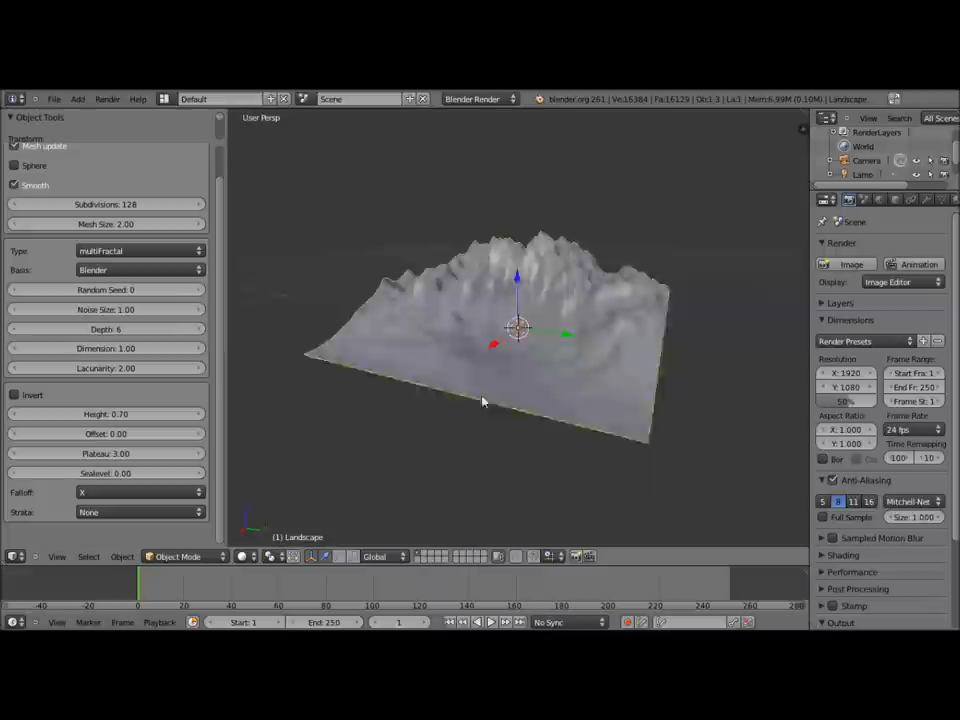 File Add Render Help Default Scene Blender Render blender.org 261 | Ve:16384 | Fa:16129 | Ob:1-3 | La:1 | Mem:6.99M (0.10M) | Landscape
Object Tools
Transform:
Mesh update
Sphere
Smooth
Subdivisions: 128
Mesh Size: 2.00
Type: multiFractal
Basis: Blender
Random Seed: 0
Noise Size: 1.00
Depth: 6
Dimension: 1.00
Lacunarity: 2.00
Invert
Height: 0.70
Offset: 0.00
Plateau: 3.00
Sealevel: 0.00
Falloff: X
Strata: None
User Persp
(1) Landscape
View Select Object Object Mode Global
View Search All Scenes
RenderLayers
World
Camera
Lamp
Scene
Render
Image Animation
Display: Image Editor
Layers
Dimensions
Render Presets
Resolution: Frame Range:
X: 1920 Start Fra: 1
Y: 1080 End Fr: 250
50% Frame St: 1
Aspect Ratio: Frame Rate
X: 1.000 24 fps
Y: 1.000 Time Remapping
Bor 100 10
Anti-Aliasing
5 8 11 16 Mitchell-Net
Full Sample Size: 1.000
Sampled Motion Blur
Shading
Performance
Post Processing
Stamp
Output
-40 -20 0 20 40 60 80 100 120 140 160 180 200 220 240 260 280
View Marker Frame Playback Start: 1 End: 250 1 No Sync